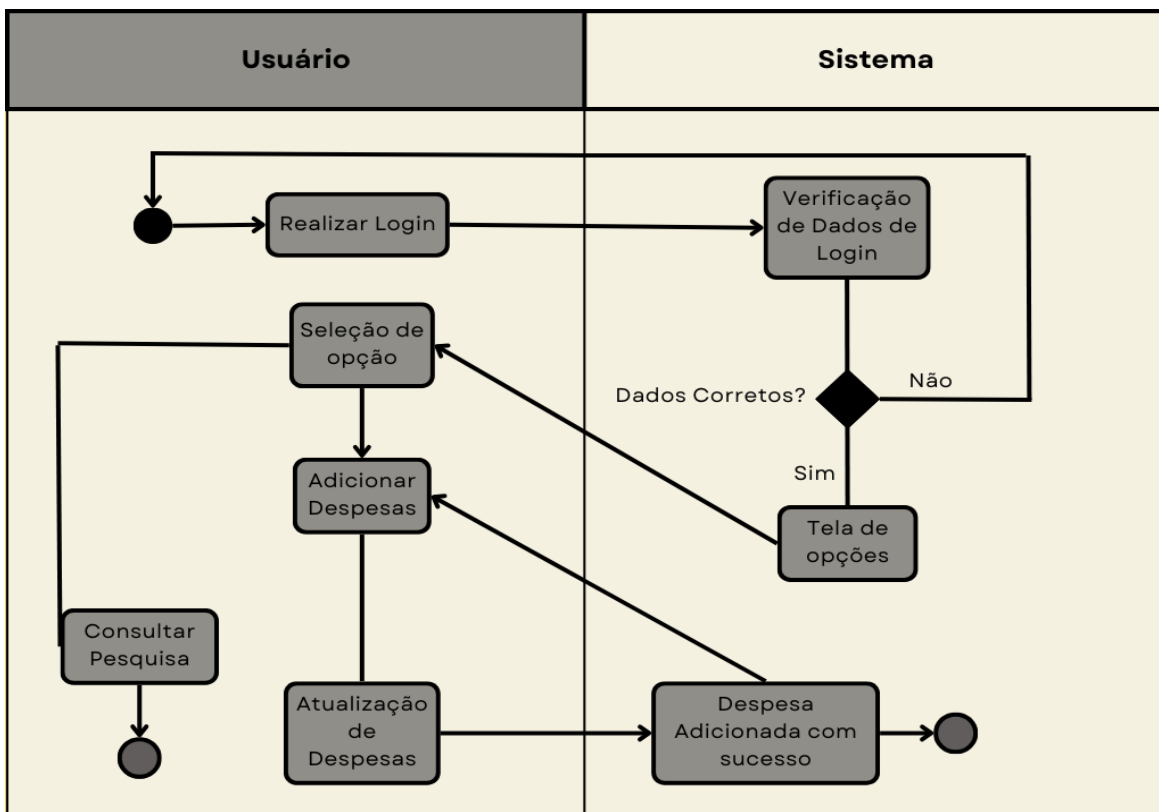 Usuário
Sistema
Realizar Login
Verificação
de Dados de
Login
Seleção de
opção
Dados Corretos?
Não
Adicionar
Despesas
Sim
Tela de
opções
Consultar
Pesquisa
Atualização
de
Despesas
Despesa
Adicionada com
sucesso